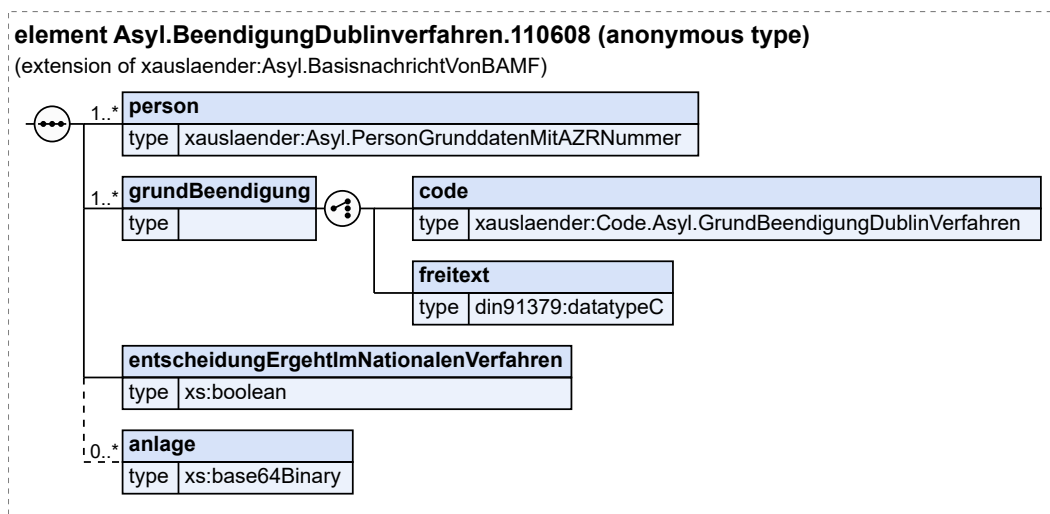 element Asyl.BeendigungDublinverfahren.110608 (anonymous type)
(extension of xauslaender:Asyl.BasisnachrichtVonBAMF)
1..* person
type xauslaender:Asyl.PersonGrunddatenMitAZRNummer
1..* grundBeendigung
type
code
type xauslaender:Code.Asyl.GrundBeendigungDublinVerfahren
freitext
type din91379:datatypeC
entscheidungErgehtImNationalenVerfahren
type xs:boolean
0..* anlage
type xs:base64Binary